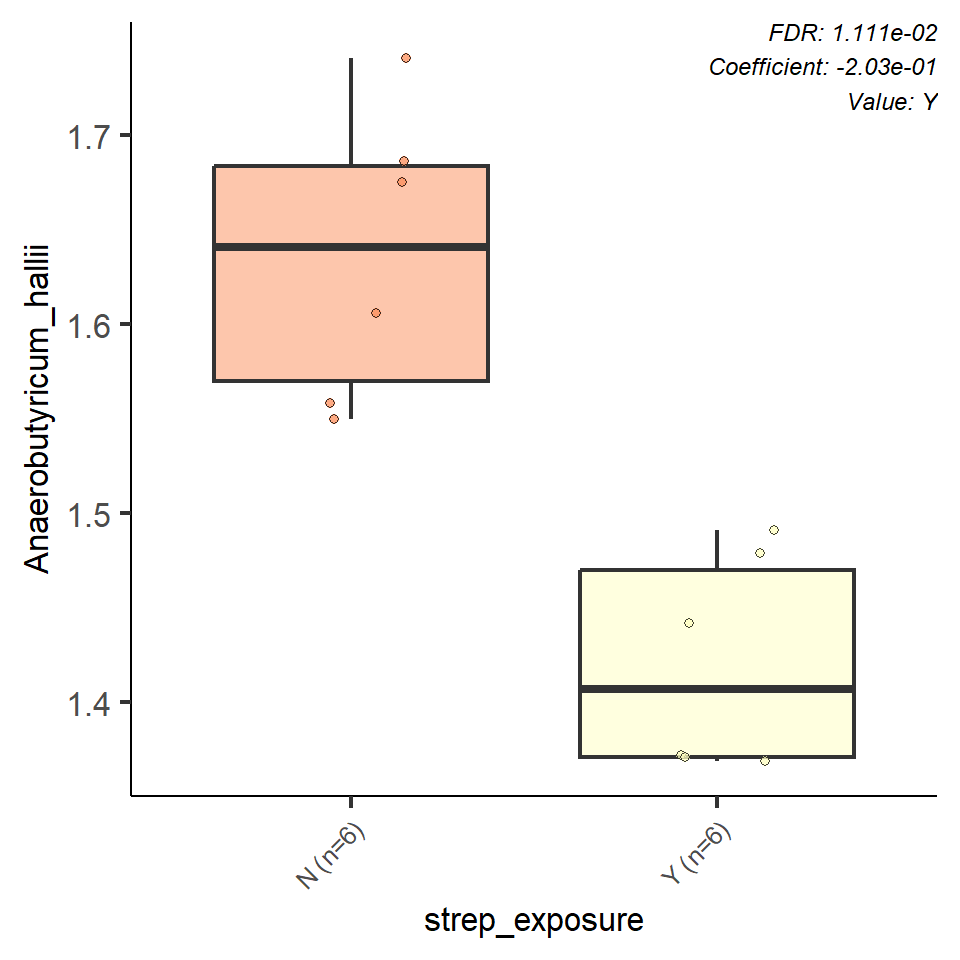 FDR: 1.111e-02
Coefficient: -2.03e-01
Value: Y
Anaerobutyricum_hallii
1.7
1.6
1.5
1.4
N (n=6)
Y (n=6)
strep_exposure